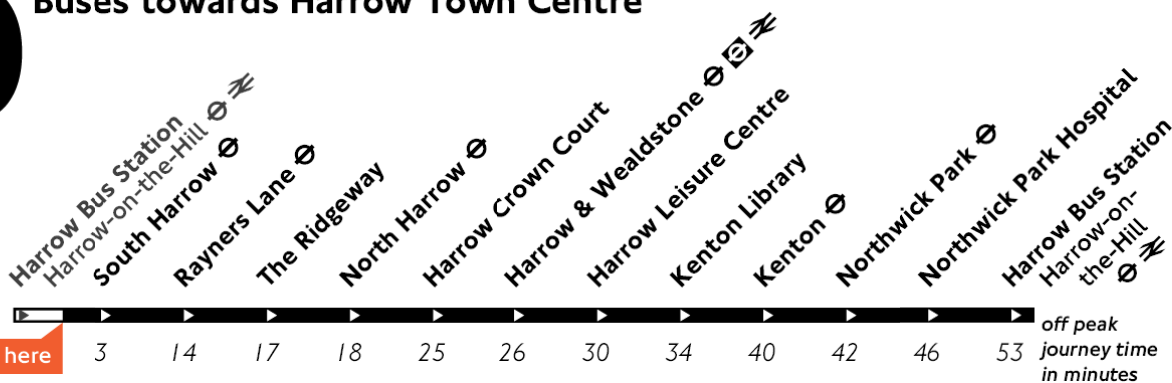 Buses towards Harrow Town Centre
Harrow Bus Station
Harrow-on-the-Hill
South Harrow
Rayners Lane
The Ridgeway
North Harrow
Harrow Crown Court
Harrow & Wealdstone
Harrow Leisure Centre
Kenton Library
Kenton
Northwick Park
Northwick Park Hospital
Harrow Bus Station
Harrow-on-
the-Hill
here 3 14 17 18 25 26 30 34 40 42 46 53
off peak
journey time
in minutes